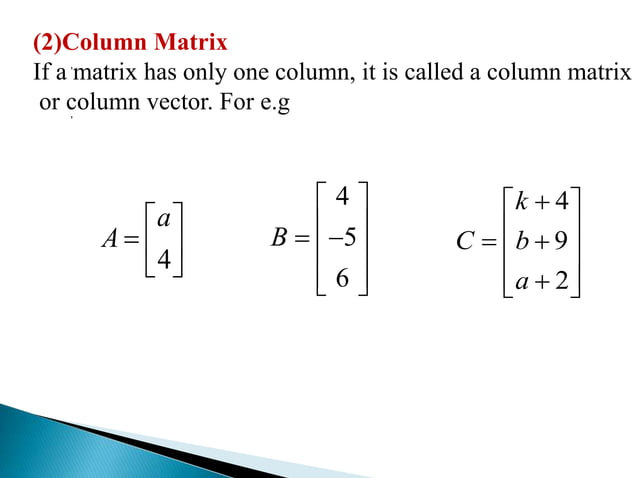 (2)Column Matrix
If a matrix has only one column, it is called a column matrix
or column vector. For e.g
A = [a
4]
B = [4
−5
6]
C = [k + 4
b + 9
a + 2]